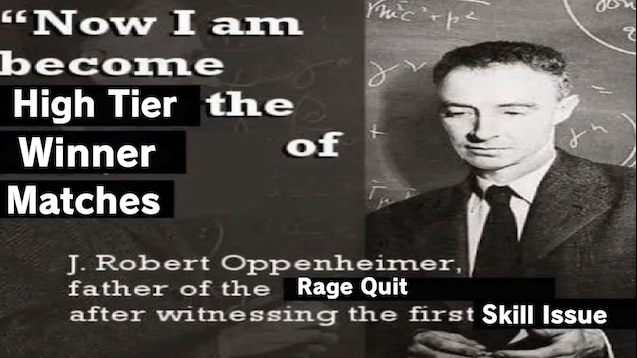 “Now I am
become
High Tier the
Winner of
Matches
J. Robert Oppenheimer,
father of the Rage Quit
after witnessing the first Skill Issue